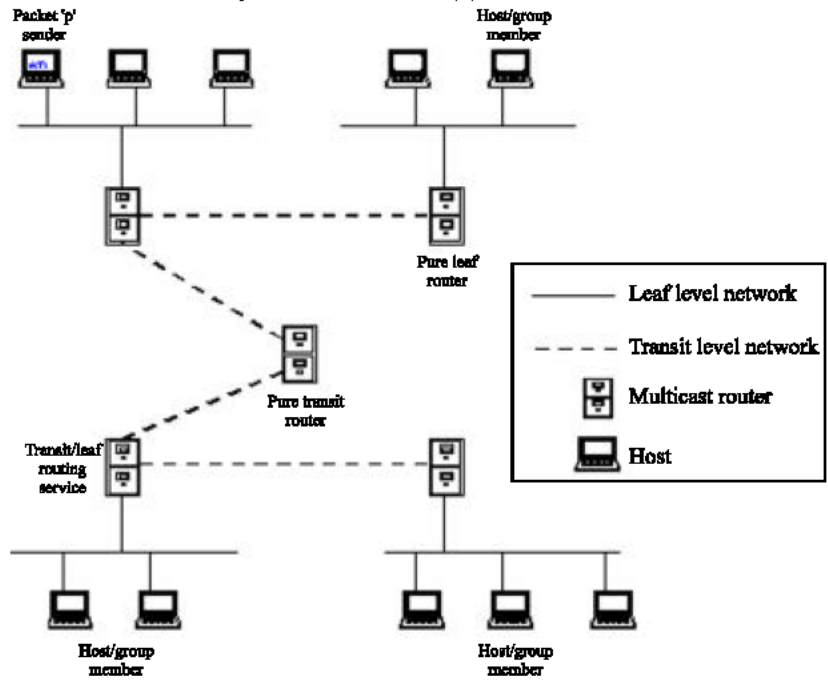 Packet 'p'
sender
Host/group
member
Pure leaf
router
Leaf level network
Transit level network
Multicast router
Host
Pure transit
router
Transit/leaf
routing
service
Host/group
member
Host/group
member